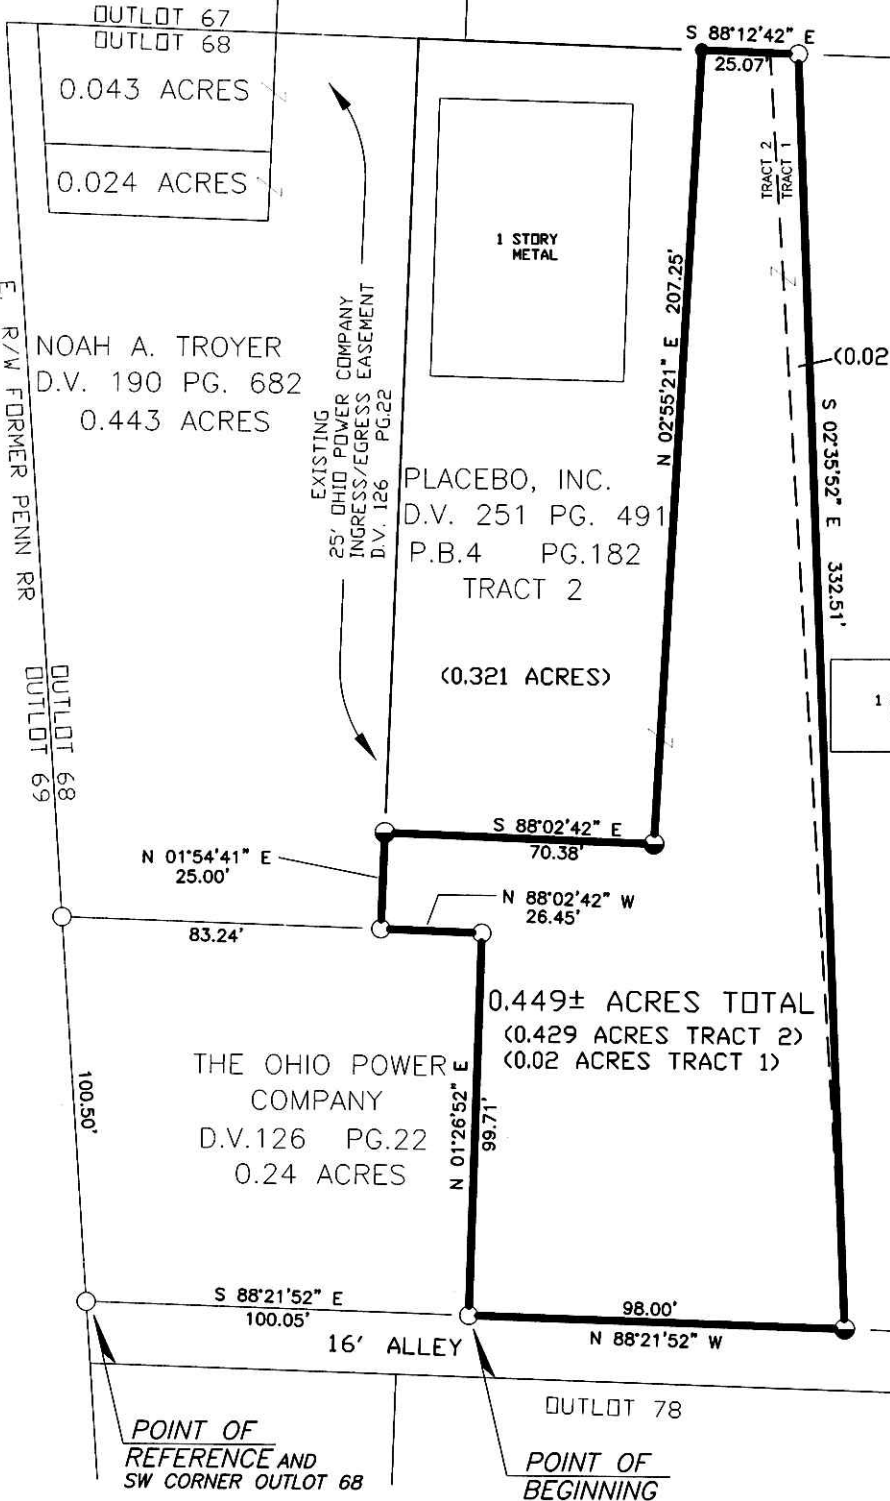 OUTLOT 67
OUTLOT 68
S 88°12'42" E
25.07'
0.043 ACRES
0.024 ACRES
TRACT 2
TRACT 1
1 STORY
METAL
N 02°55'21" E 207.25'
E. R/W FORMER PENN RR
NOAH A. TROYER
D.V. 190 PG. 682
0.443 ACRES
EXISTING
25' OHIO POWER COMPANY
INGRESS/EGRESS EASEMENT
D.V. 126 PG.22
(0.02
S 02°35'52" E 332.51'
PLACEBO, INC.
D.V. 251 PG. 491
P.B.4 PG.182
TRACT 2
(0.321 ACRES)
OUTLOT 68
OUTLOT 69
1
S 88°02'42" E
70.38'
N 01°54'41" E
25.00'
N 88°02'42" W
26.45'
83.24'
0.449± ACRES TOTAL
(0.429 ACRES TRACT 2)
(0.02 ACRES TRACT 1)
THE OHIO POWER
COMPANY
D.V.126 PG.22
0.24 ACRES
100.50'
N 01°26'52" E
99.71'
S 88°21'52" E
100.05'
98.00'
N 88°21'52" W
16' ALLEY
OUTLOT 78
POINT OF
REFERENCE AND
SW CORNER OUTLOT 68
POINT OF
BEGINNING